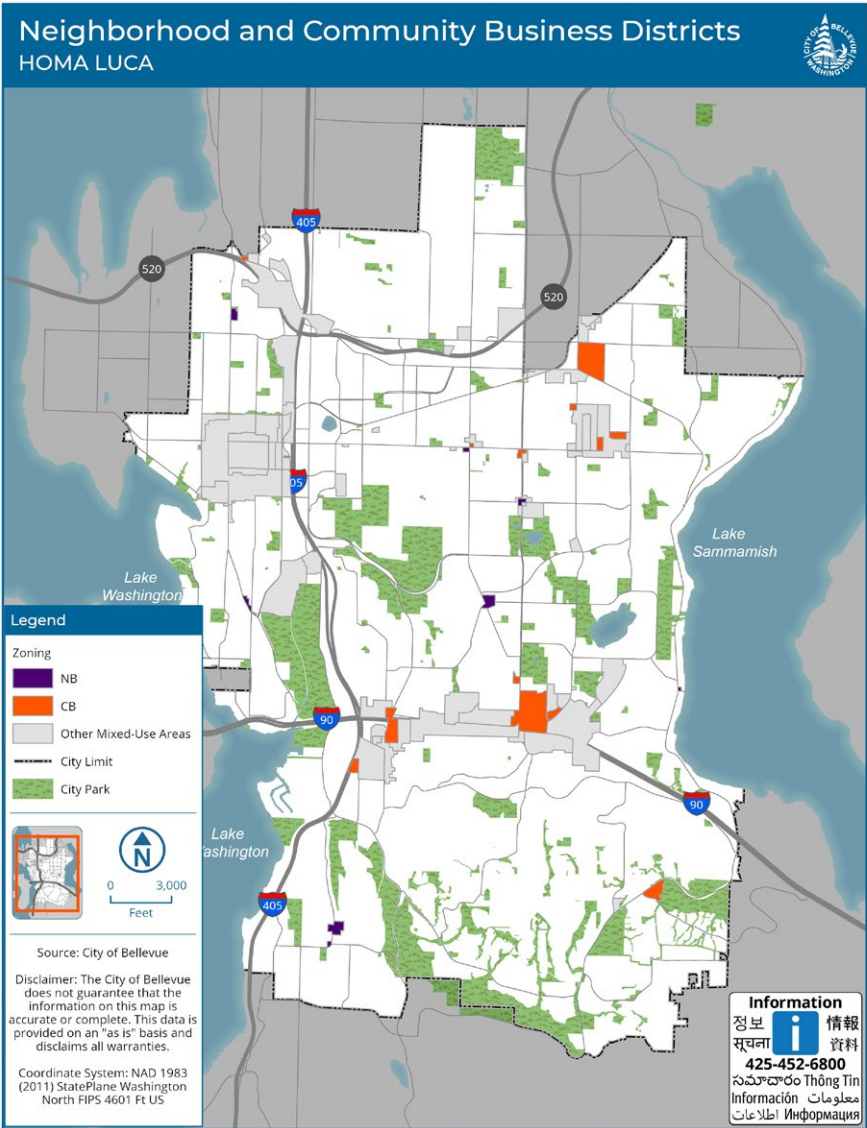 Neighborhood and Community Business Districts
HOMA LUCA
CITY OF BELLEVUE
WASHINGTON
405
520
520
05
Lake
Sammamish
Lake
Washington
90
90
Lake
ashington
405
Legend
Zoning
NB
CB
Other Mixed-Use Areas
City Limit
City Park
N
0 3,000
Feet
Source: City of Bellevue
Disclaimer: The City of Bellevue
does not guarantee that the
information on this map is
accurate or complete. This data is
provided on an "as is" basis and
disclaims all warranties.
Coordinate System: NAD 1983
(2011) StatePlane Washington
North FIPS 4601 Ft US
Information
정보 i 情報
सूचना 資料
425-452-6800
సమాచారం Thông Tin
Información معلومات
اطلاعات Информация